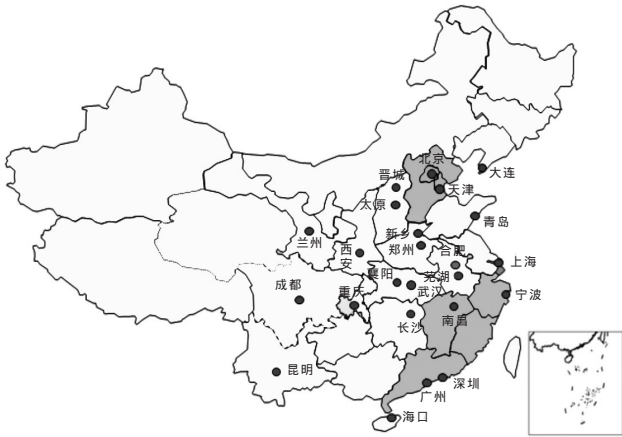 北京
晋城
大连
天津
太原
青岛
新乡
兰州
郑州
西安
合肥
上海
襄阳
芜湖
成都
重庆
武汉
宁波
南昌
长沙
昆明
深圳
广州
海口